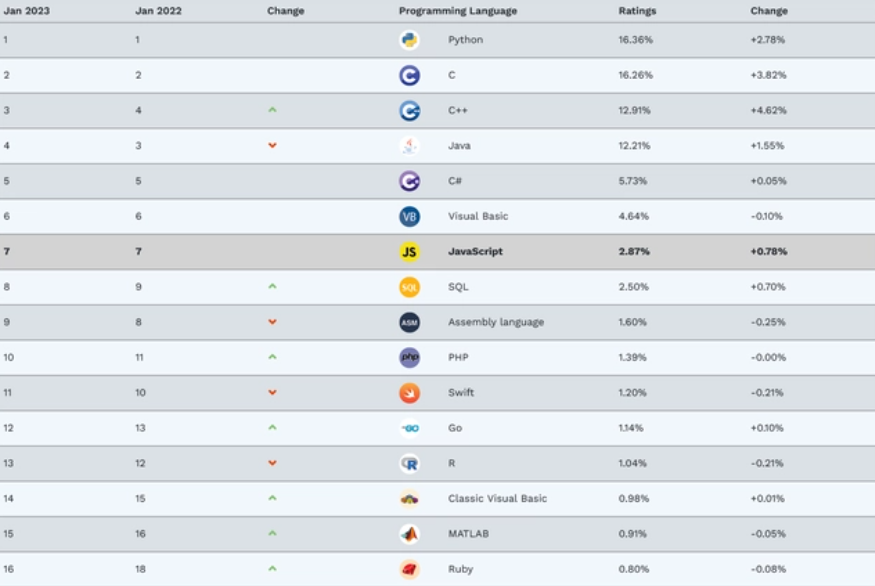 Jan 2023 Jan 2022 Change Programming Language Ratings Change
1 1 Python 16.36% +2.78%
2 2 C C 16.26% +3.82%
3 4 C C++ 12.91% +4.62%
4 3 Java 12.21% +1.55%
5 5 C C# 5.73% +0.05%
6 6 VB Visual Basic 4.64% -0.10%
7 7 JS JavaScript 2.87% +0.78%
8 9 SQL SQL 2.50% +0.70%
9 8 ASM Assembly language 1.60% -0.25%
10 11 php PHP 1.39% -0.00%
11 10 Swift 1.20% -0.21%
12 13 GO Go 1.14% +0.10%
13 12 R R 1.04% -0.21%
14 15 Classic Visual Basic 0.98% +0.01%
15 16 MATLAB 0.91% -0.05%
16 18 Ruby 0.80% -0.08%